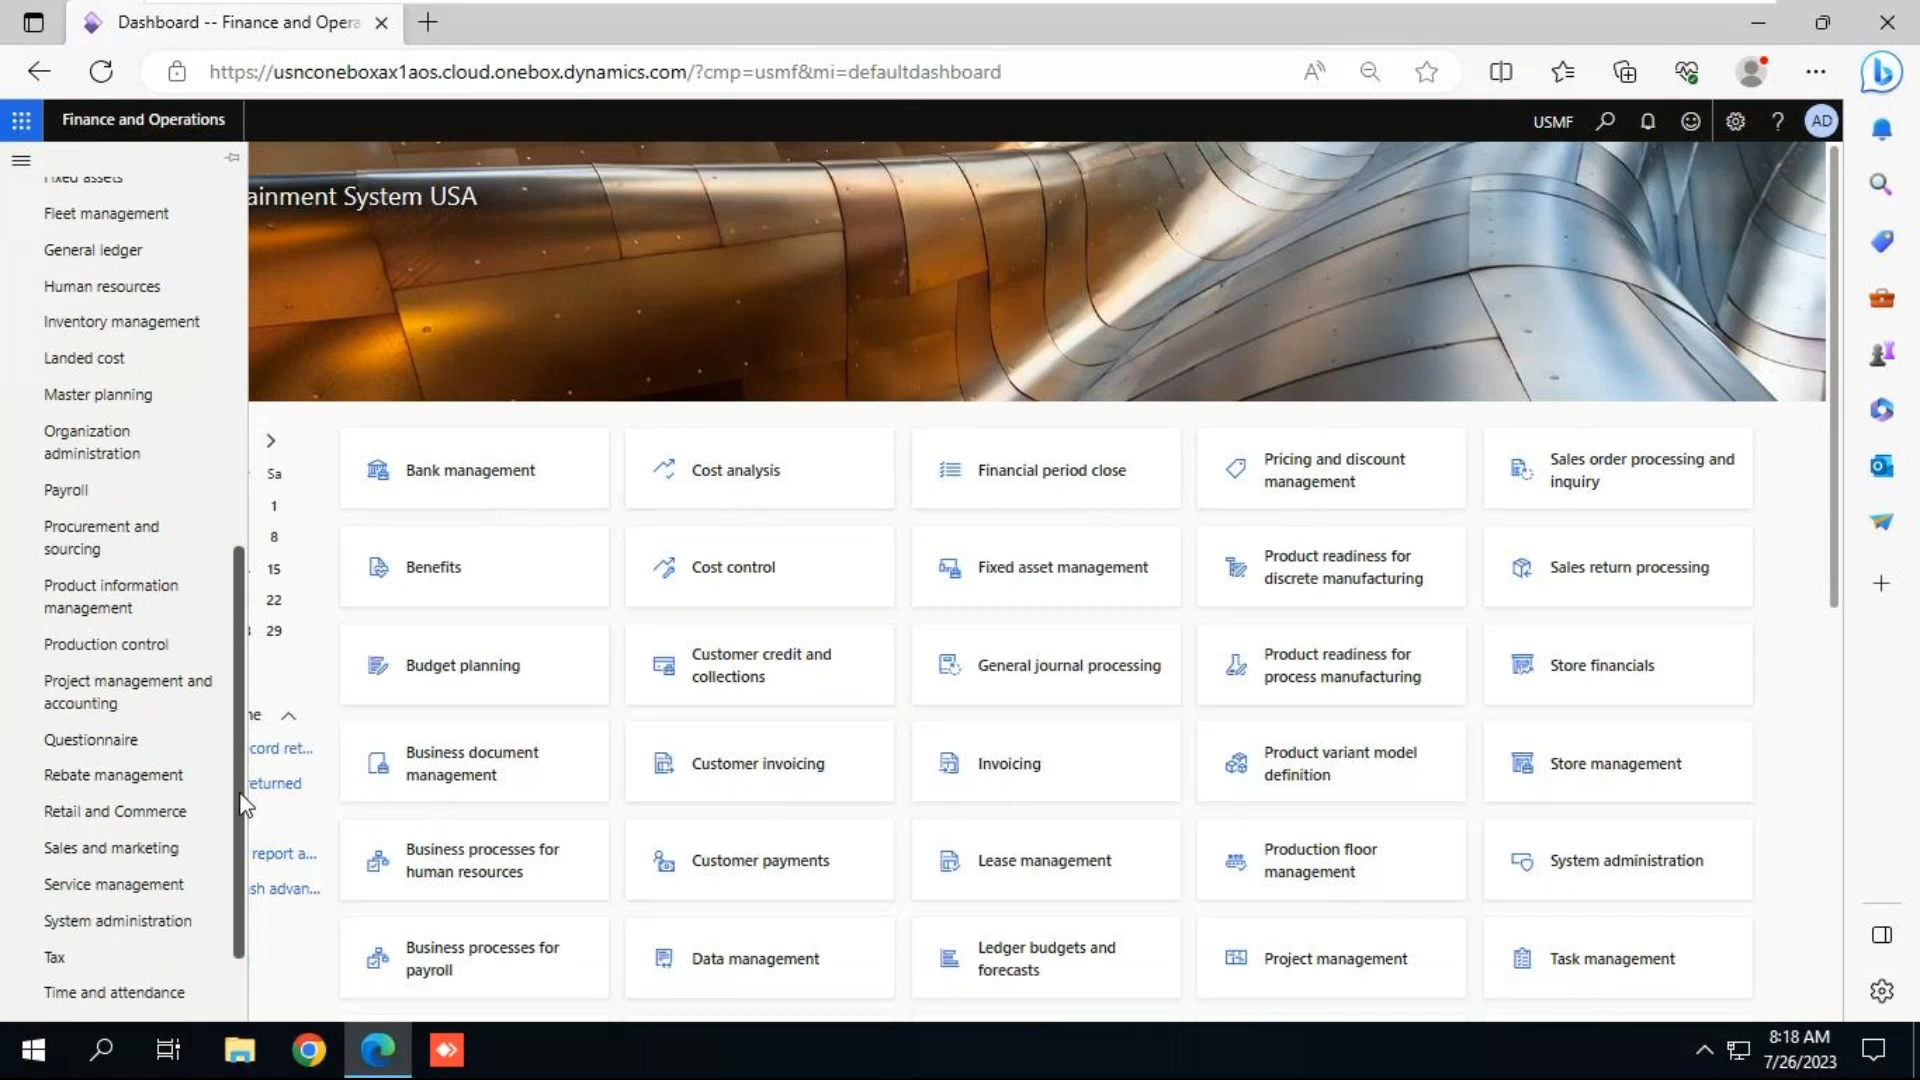 Dashboard -- Finance and Opera
https://usnconeboxax1aos.cloud.onebox.dynamics.com/?cmp=usmf&mi=defaultdashboard
Finance and Operations
USMF
AD
ainment System USA
Fixed assets
Fleet management
General ledger
Human resources
Inventory management
Landed cost
Master planning
Organization
administration
Payroll
Procurement and
sourcing
Product information
management
Production control
Project management and
accounting
Questionnaire
Rebate management
Retail and Commerce
Sales and marketing
Service management
System administration
Tax
Time and attendance
Sa
1
8
15
22
29
ne
cord ret...
returned
report a...
sh advan...
Bank management
Cost analysis
Financial period close
Pricing and discount
management
Sales order processing and
inquiry
Benefits
Cost control
Fixed asset management
Product readiness for
discrete manufacturing
Sales return processing
Budget planning
Customer credit and
collections
General journal processing
Product readiness for
process manufacturing
Store financials
Business document
management
Customer invoicing
Invoicing
Product variant model
definition
Store management
Business processes for
human resources
Customer payments
Lease management
Production floor
management
System administration
Business processes for
payroll
Data management
Ledger budgets and
forecasts
Project management
Task management
8:18 AM
7/26/2023